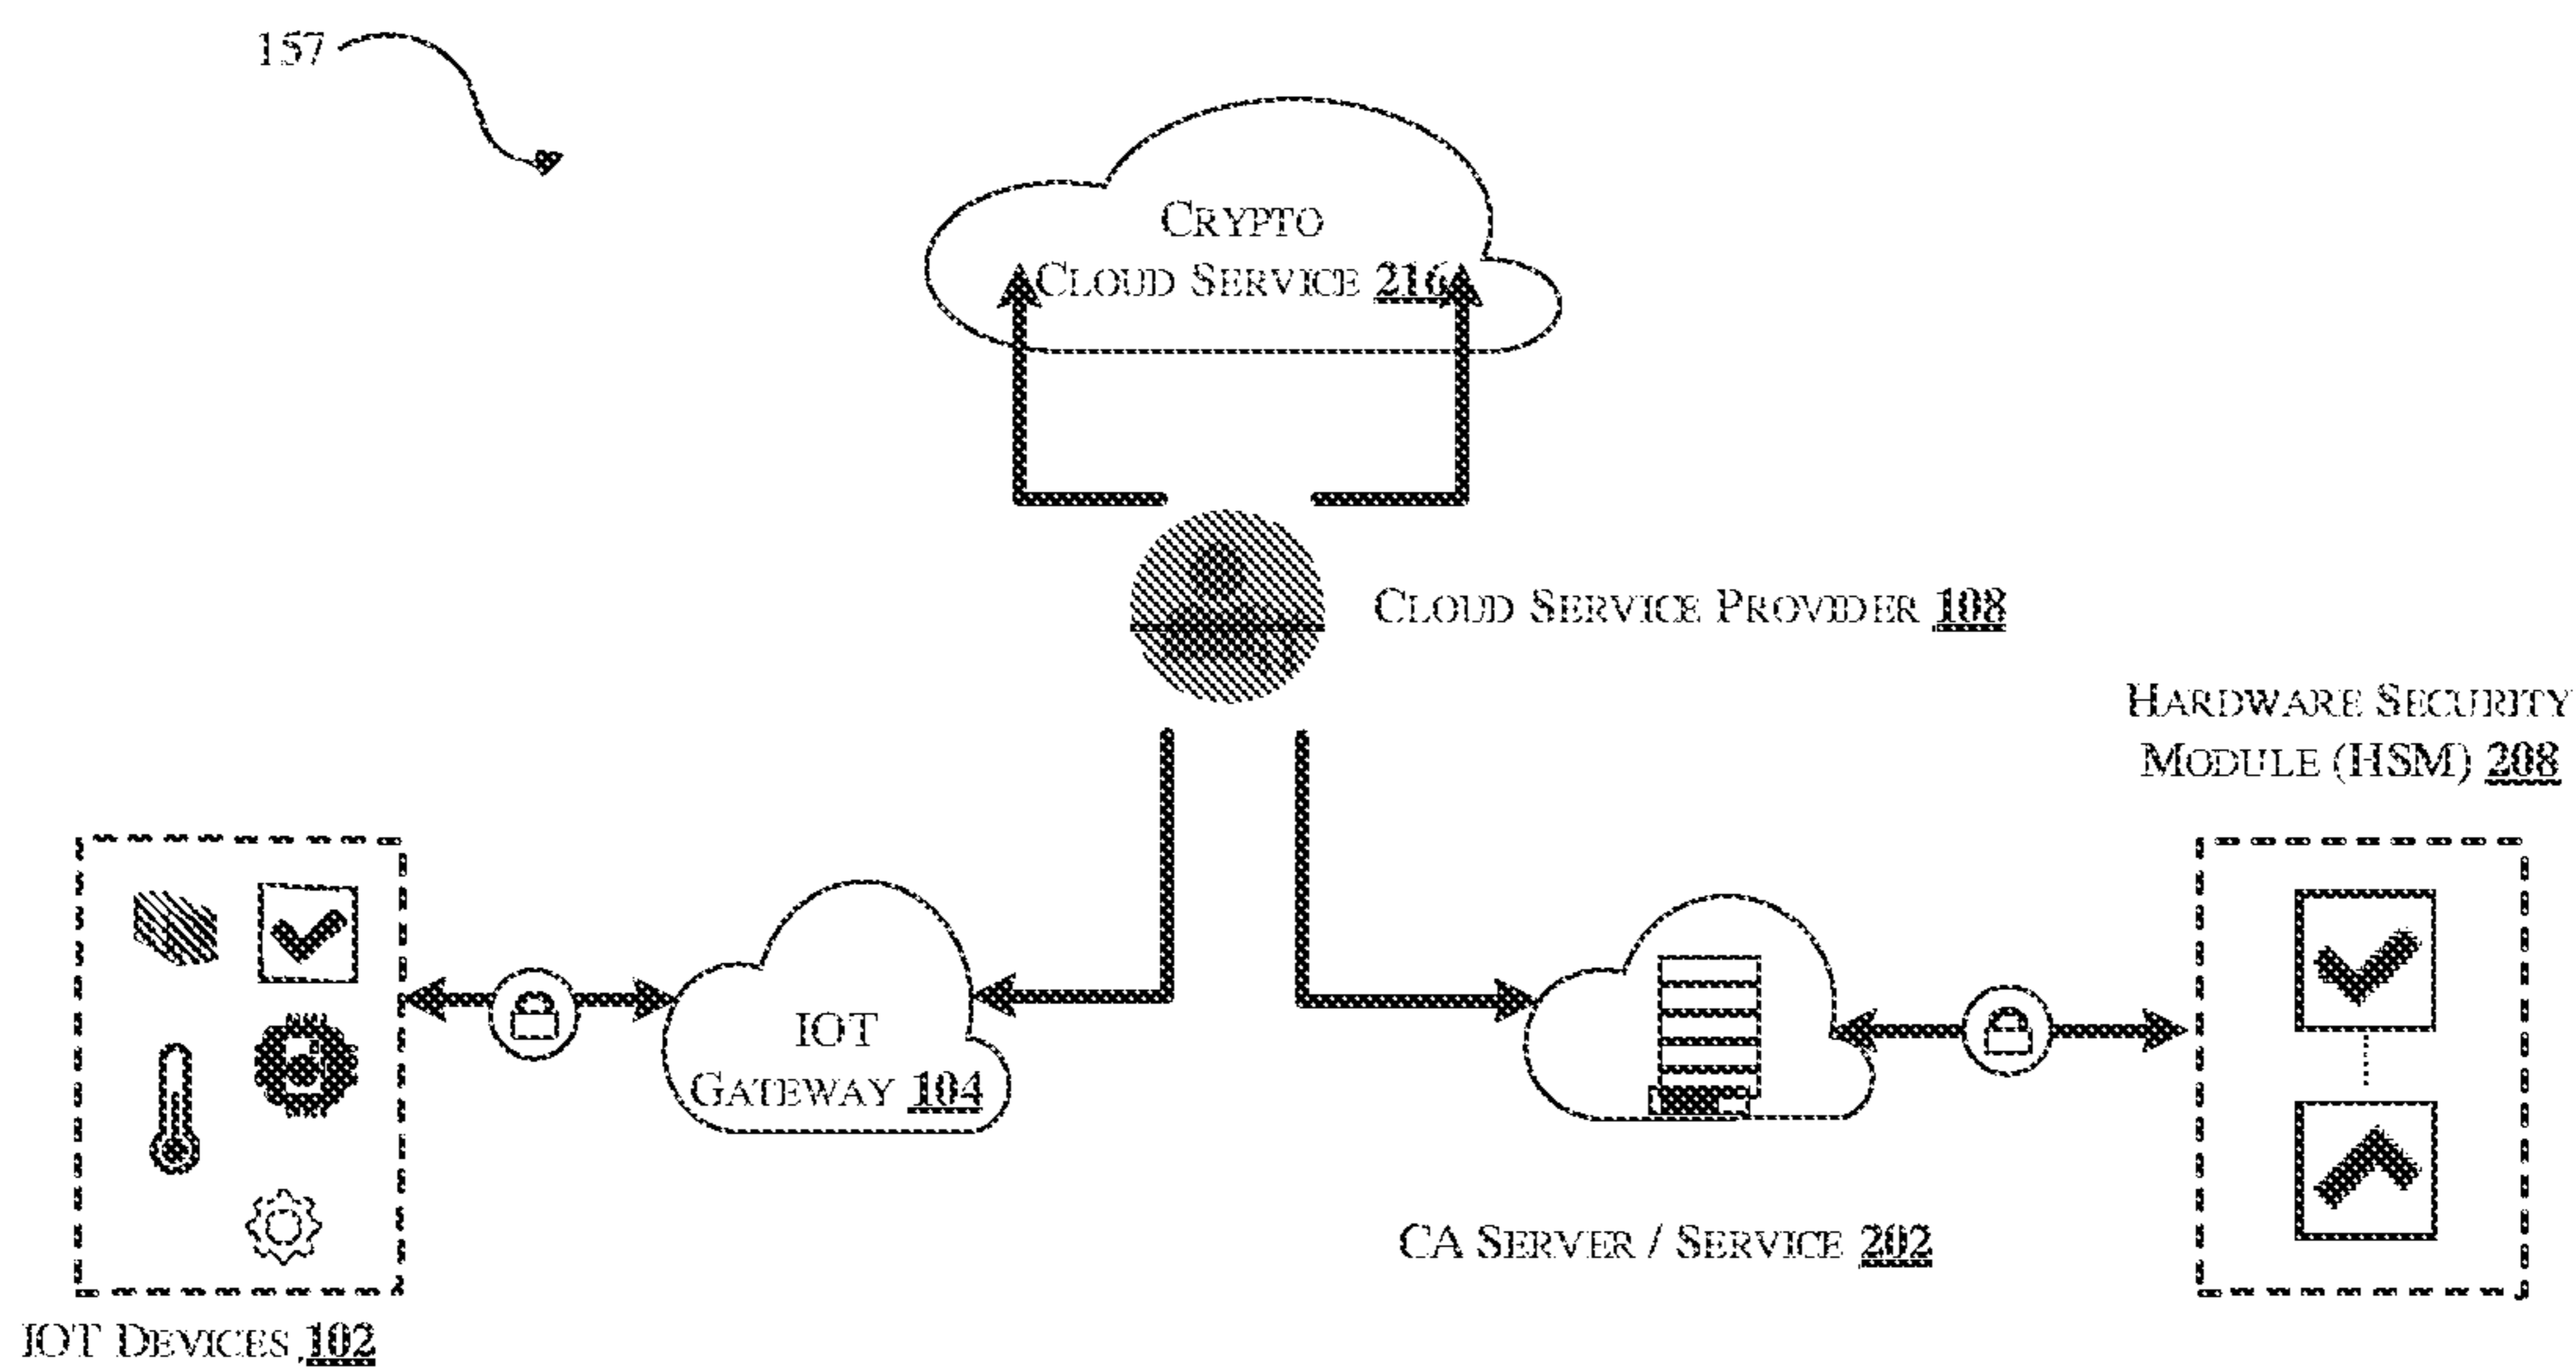 157
CRYPTO
CLOUD SERVICE 216
CLOUD SERVICE PROVIDER 108
HARDWARE SECURITY
MODULE (HSM) 208
IOT
GATEWAY 104
CA SERVER / SERVICE 202
IOT DEVICES 102